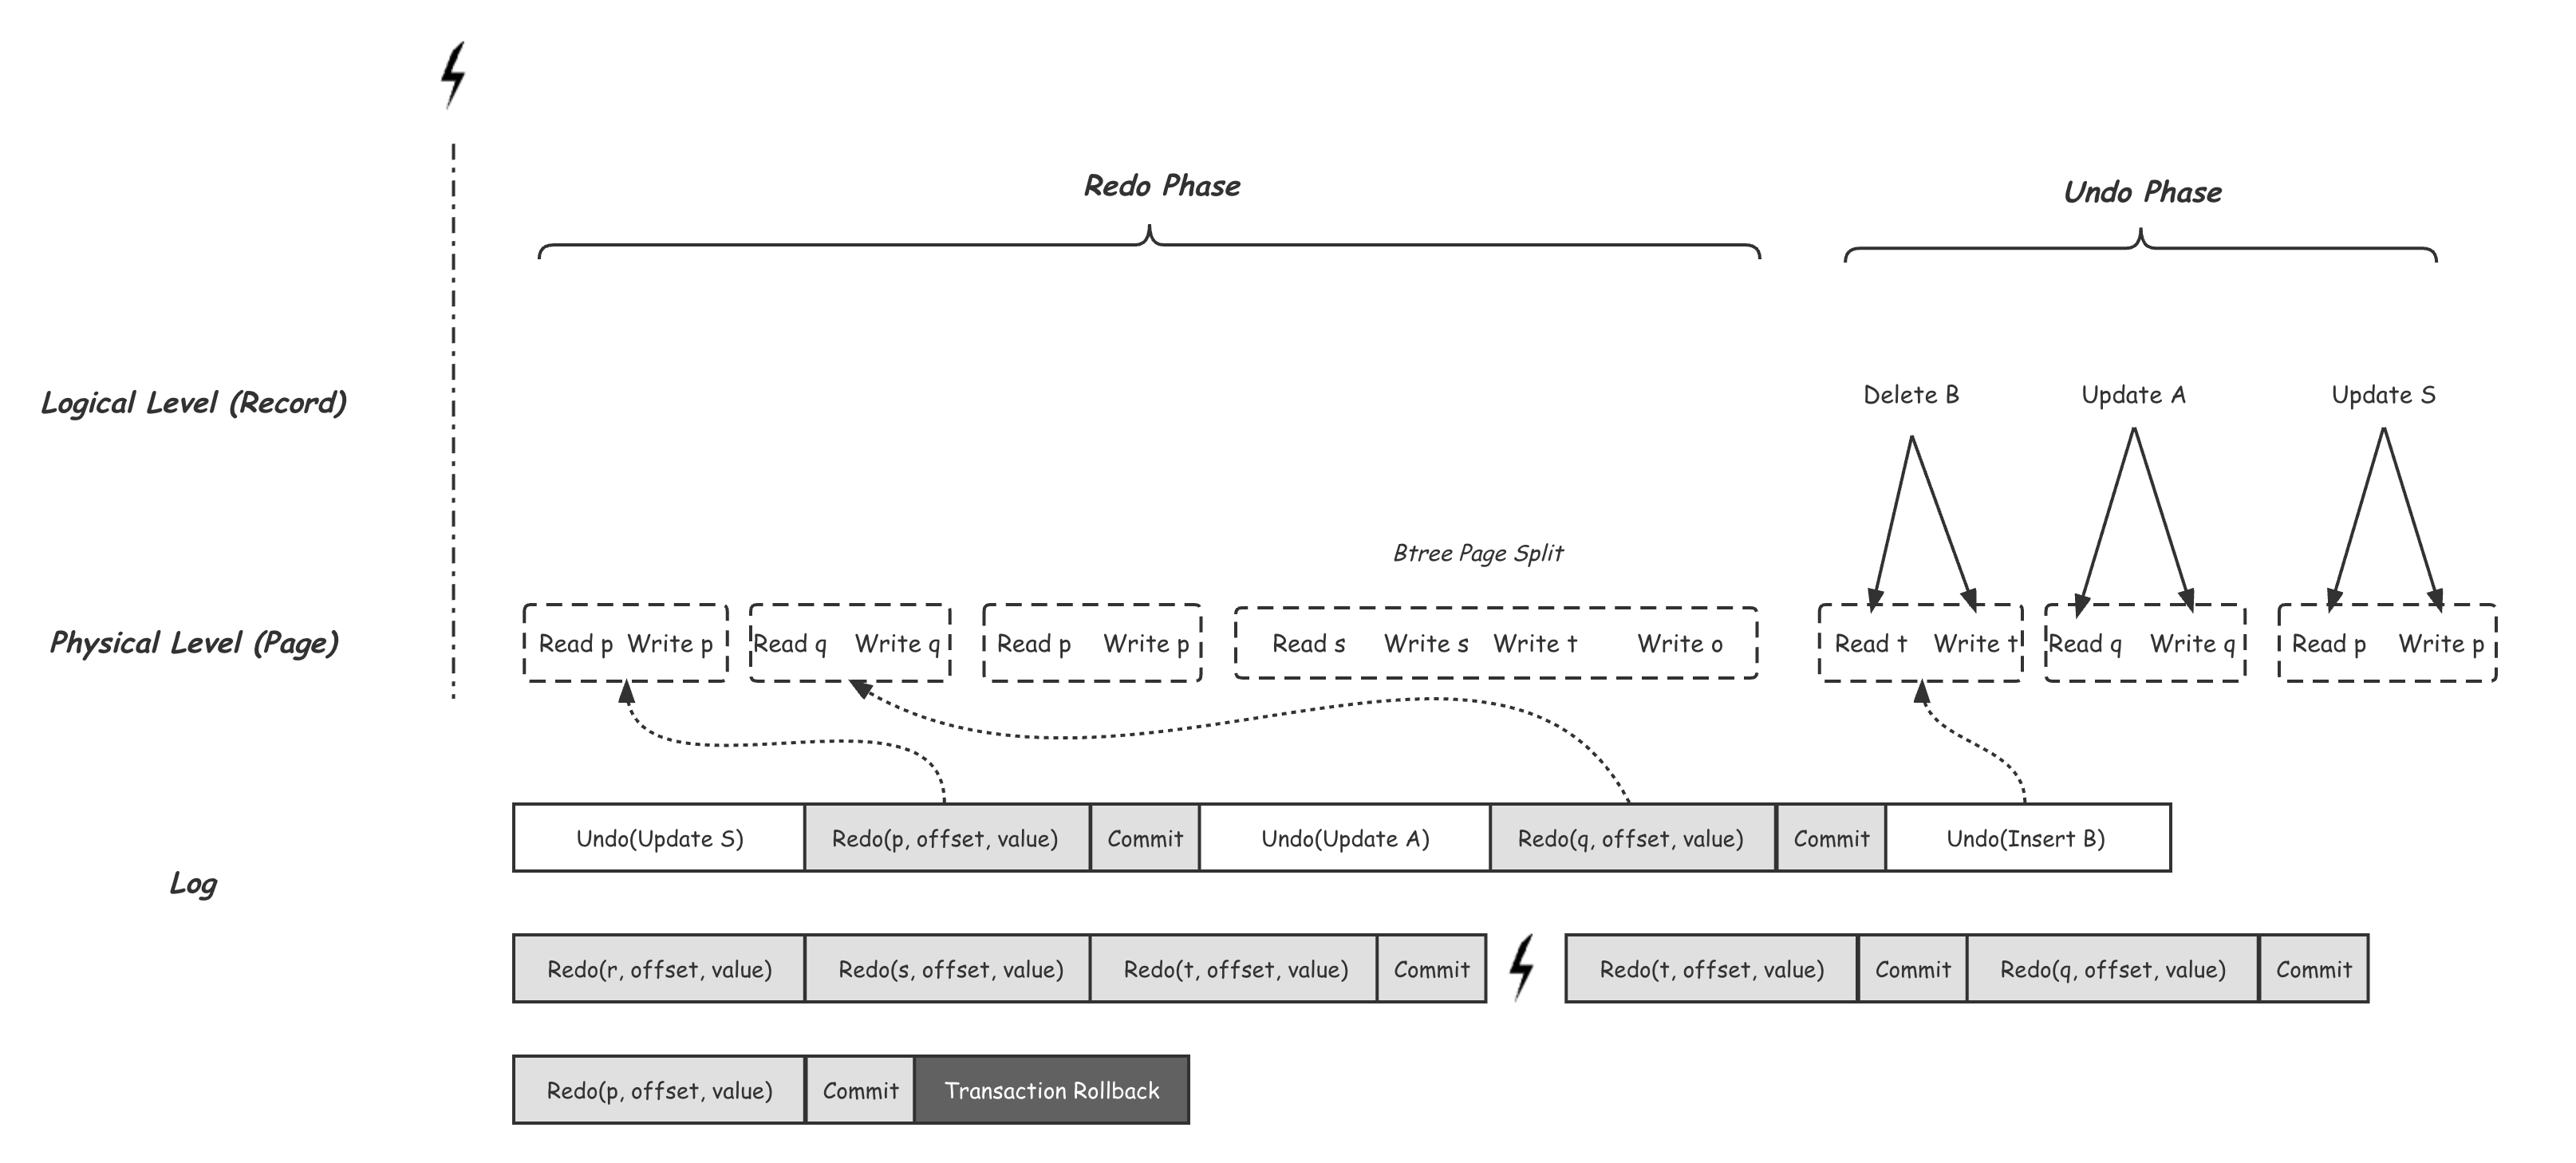 Redo Phase
Undo Phase
Logical Level (Record)
Delete B
Update A
Update S
Btree Page Split
Physical Level (Page)
Read p Write p
Read q Write q
Read p Write p
Read s Write s Write t Write o
Read t Write t
Read q Write q
Read p Write p
Log
Undo(Update S) Redo(p, offset, value) Commit Undo(Update A) Redo(q, offset, value) Commit Undo(Insert B)
Redo(r, offset, value) Redo(s, offset, value) Redo(t, offset, value) Commit Redo(t, offset, value) Commit Redo(q, offset, value) Commit
Redo(p, offset, value) Commit Transaction Rollback